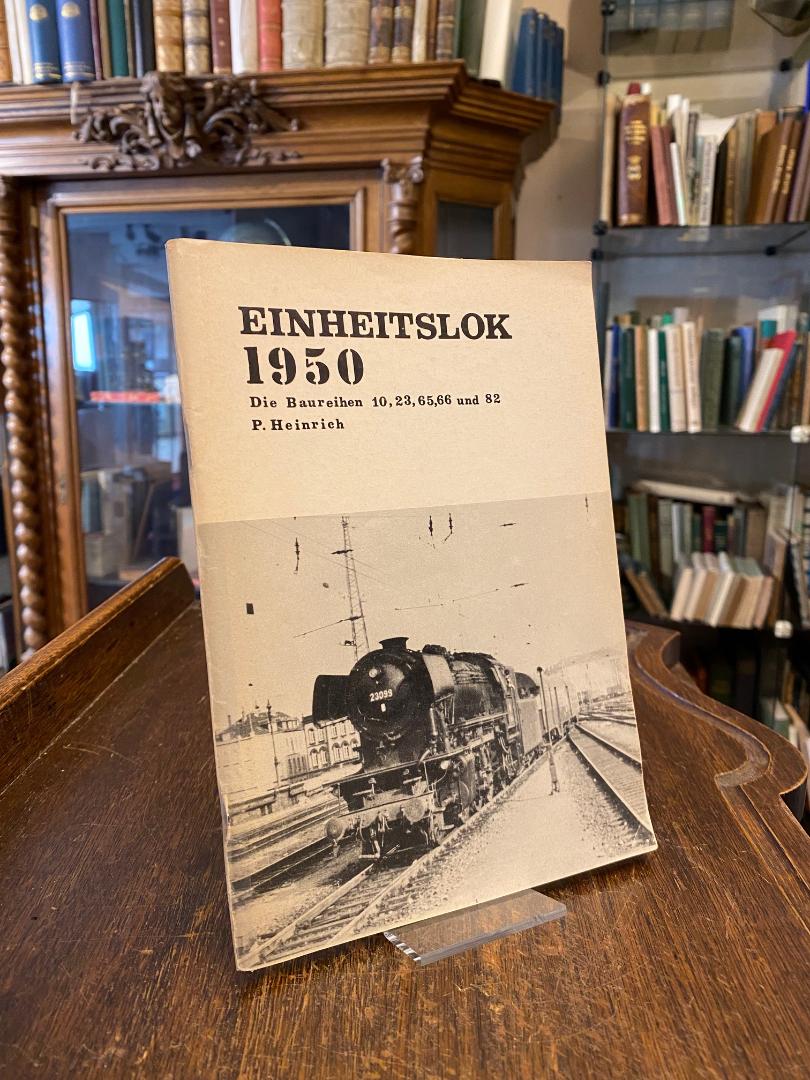 EINHEITSLOK
1950
Die Baureihen 10,23,65,66 und 82
P. Heinrich
23099